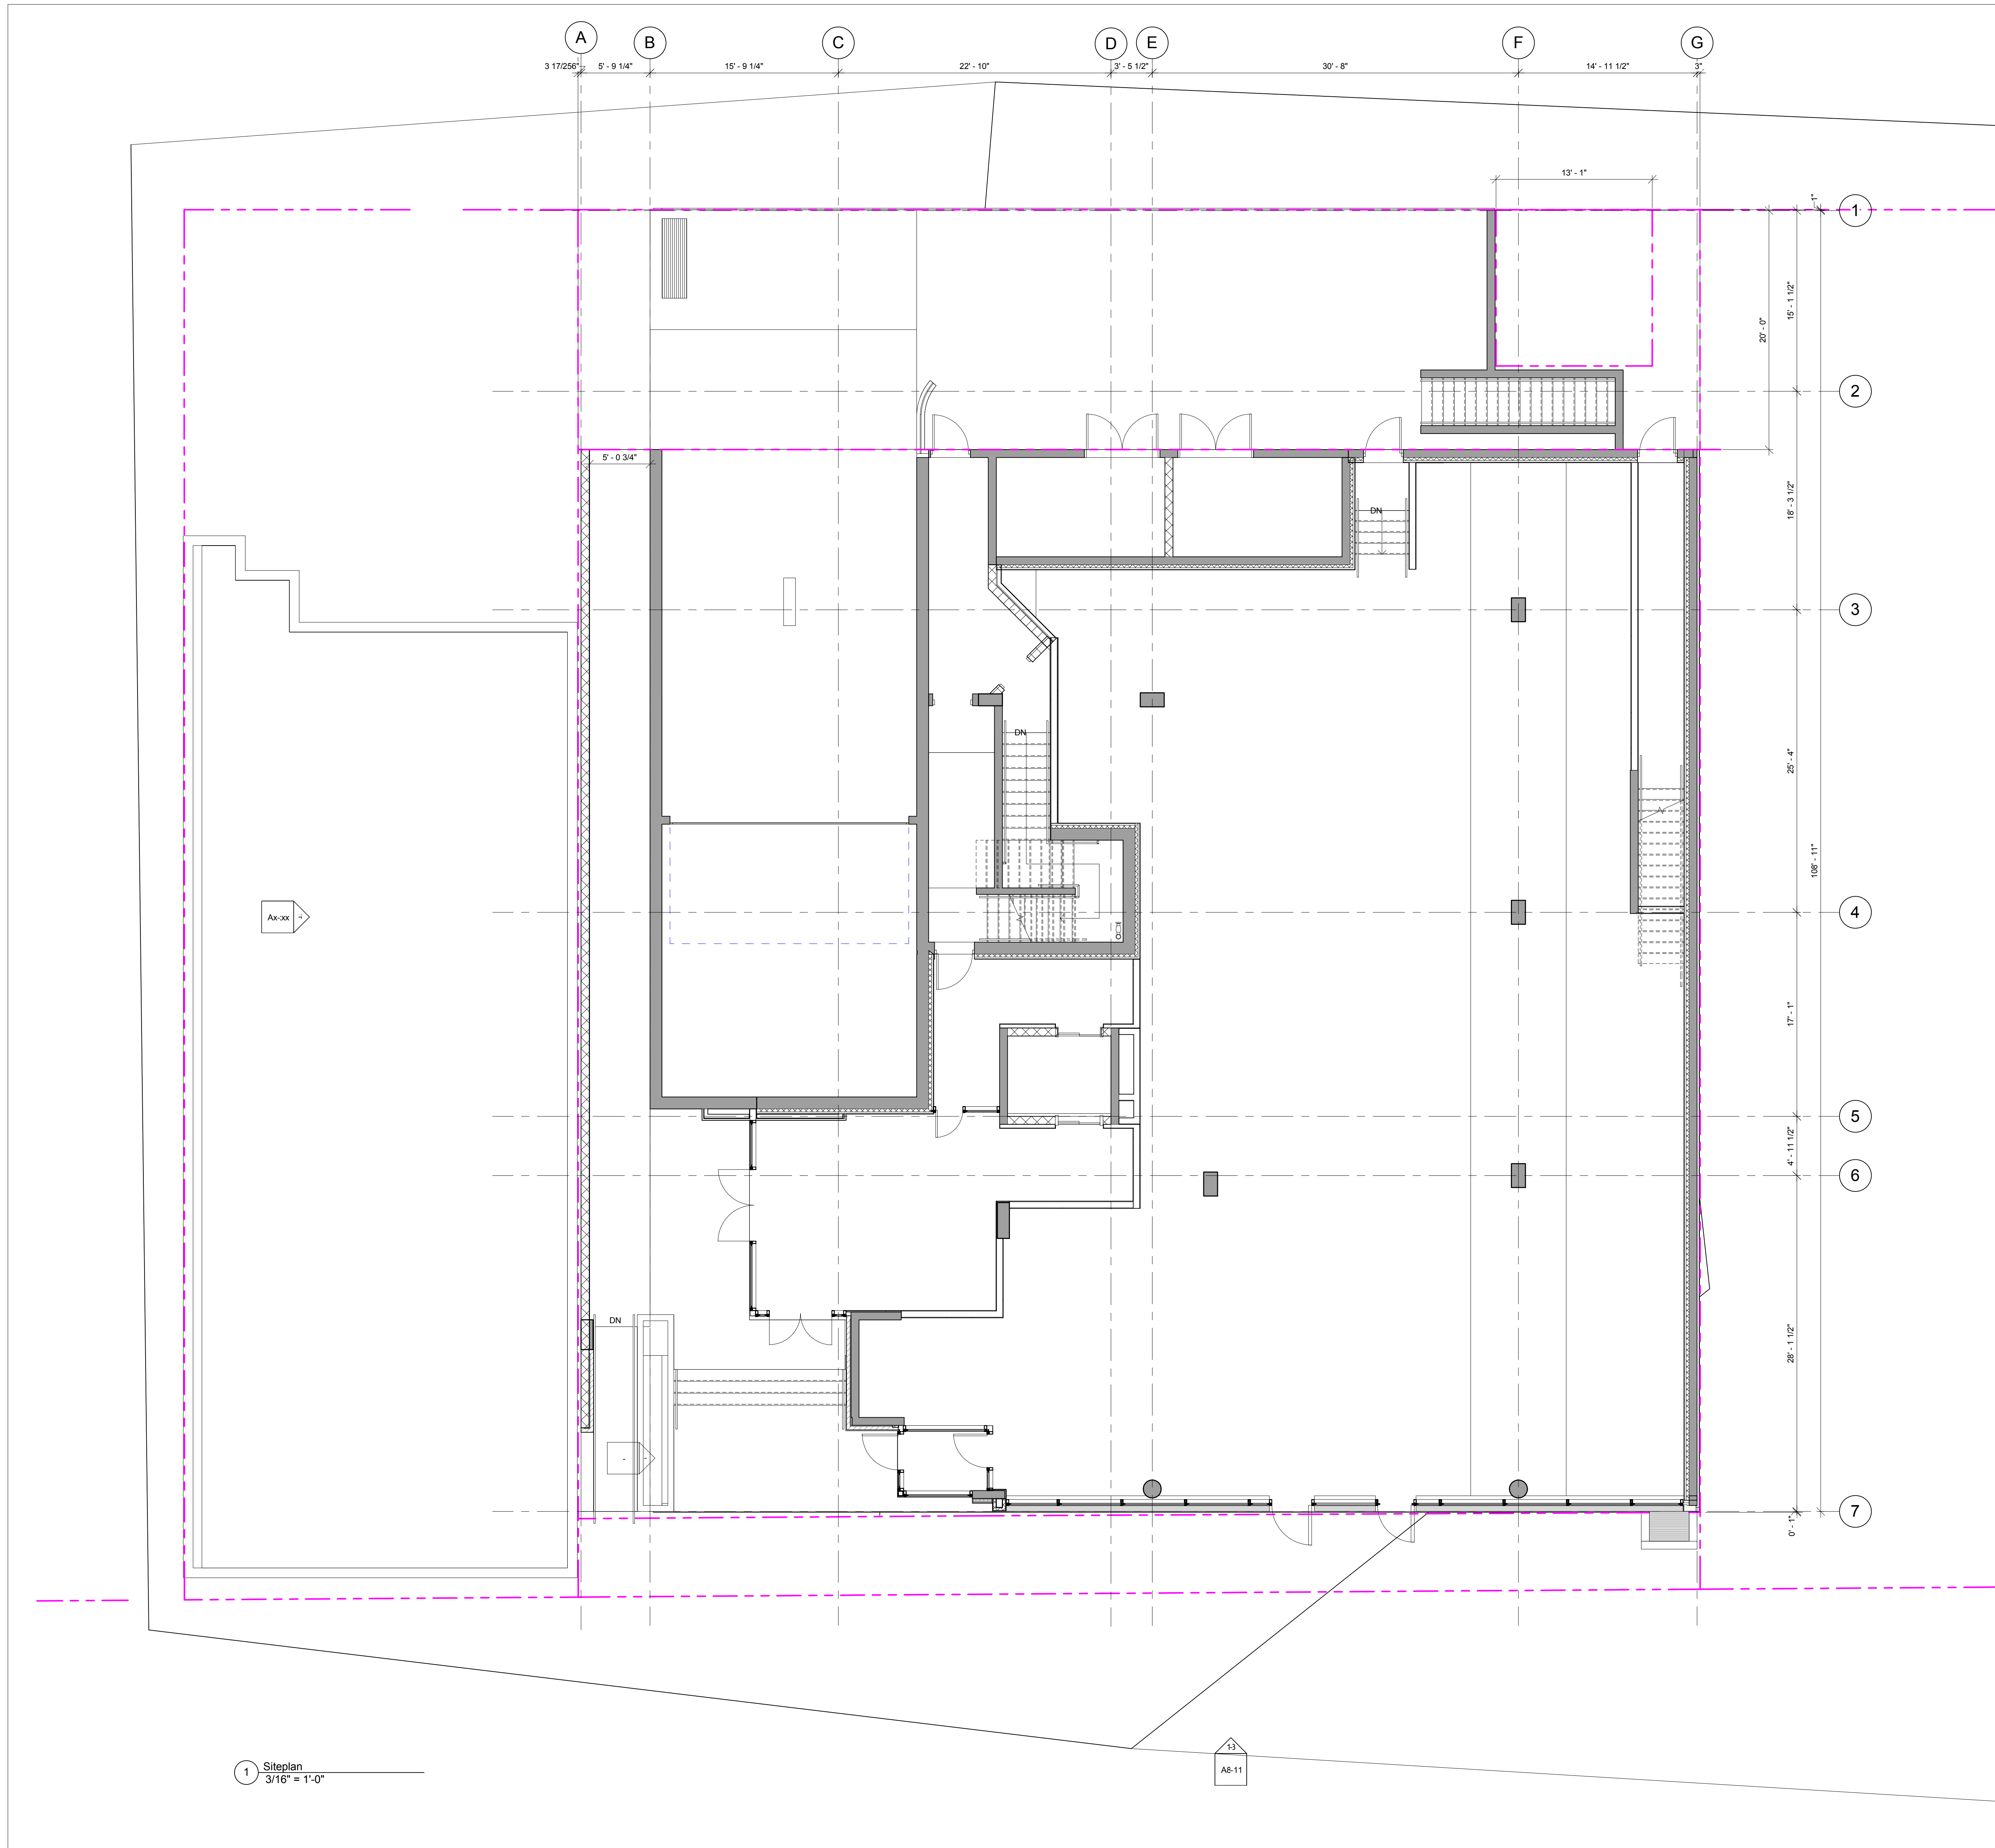 A B C D E F G
3 17/256" 5' - 9 1/4" 15' - 9 1/4" 22' - 10" 3' - 5 1/2" 30' - 8" 14' - 11 1/2" 3"
13' - 1"
1"
1
15' - 1 1/2"
20' - 0"
2
5' - 0 3/4"
18' - 3 1/2"
DN
3
DN
25' - 4"
108' - 11"
Ax-xx
4
17' - 1"
5
4' - 11 1/2"
6
DN
28' - 1 1/2"
- -
7
0' - 1"
1 Siteplan
3/16" = 1'-0"
13
A8-11